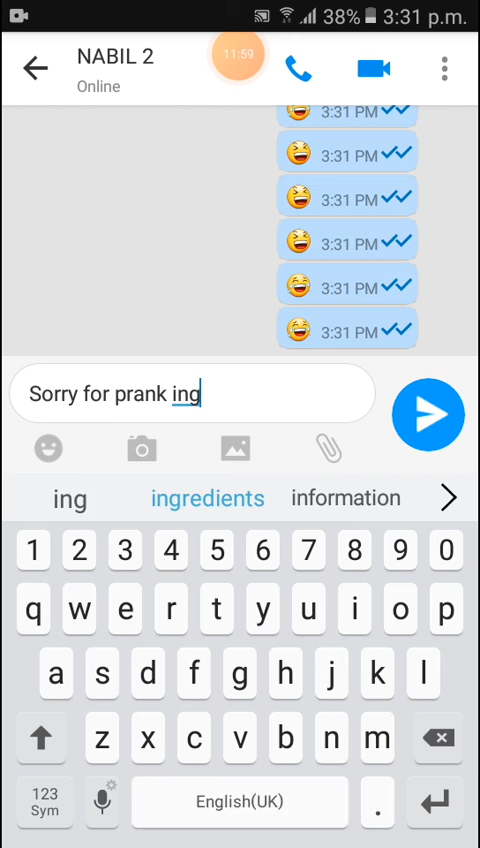 38% 3:31 p.m.
NABIL 2
11:59
Online
3:31 PM
3:31 PM
3:31 PM
3:31 PM
3:31 PM
3:31 PM
Sorry for prank ing
ing ingredients information
1 2 3 4 5 6 7 8 9 0
q w e r t y u i o p
a s d f g h j k l
z x c v b n m
123
Sym
English(UK)
.